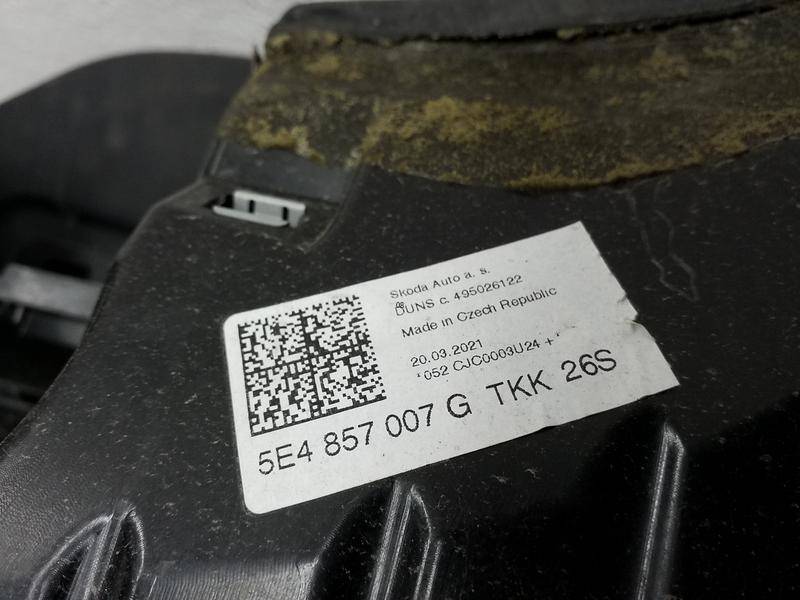 Skoda Auto a. s.
DUNS c. 495026122
Made in Czech Republic
20.03.2021
*052 CJC0003U24 +*
5E4 857 007 G TKK 26S